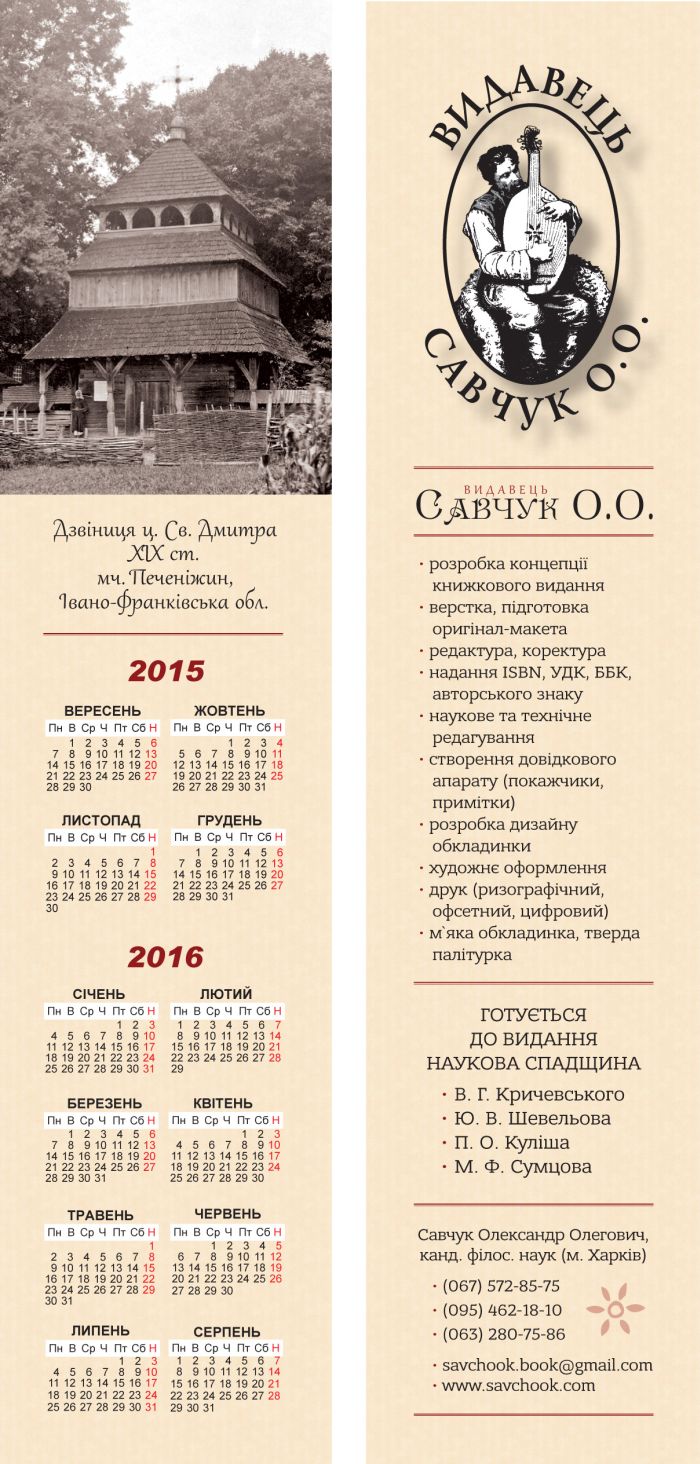 Дзвіниця ц. Св. Дмитра
XIX ст.
мч. Печеніжин,
Івано-Франківська обл.
2015
ВЕРЕСЕНЬ
Пн В Ср Ч Пт Сб Н
1 2 3 4 5 6
7 8 9 10 11 12 13
14 15 16 17 18 19 20
21 22 23 24 25 26 27
28 29 30
ЖОВТЕНЬ
Пн В Ср Ч Пт Сб Н
1 2 3 4
5 6 7 8 9 10 11
12 13 14 15 16 17 18
19 20 21 22 23 24 25
26 27 28 29 30 31
ЛИСТОПАД
Пн В Ср Ч Пт Сб Н
1
2 3 4 5 6 7 8
9 10 11 12 13 14 15
16 17 18 19 20 21 22
23 24 25 26 27 28 29
30
ГРУДЕНЬ
Пн В Ср Ч Пт Сб Н
1 2 3 4 5 6
7 8 9 10 11 12 13
14 15 16 17 18 19 20
21 22 23 24 25 26 27
28 29 30 31
2016
СІЧЕНЬ
Пн В Ср Ч Пт Сб Н
1 2 3
4 5 6 7 8 9 10
11 12 13 14 15 16 17
18 19 20 21 22 23 24
25 26 27 28 29 30 31
ЛЮТИЙ
Пн В Ср Ч Пт Сб Н
1 2 3 4 5 6 7
8 9 10 11 12 13 14
15 16 17 18 19 20 21
22 23 24 25 26 27 28
29
БЕРЕЗЕНЬ
Пн В Ср Ч Пт Сб Н
1 2 3 4 5 6
7 8 9 10 11 12 13
14 15 16 17 18 19 20
21 22 23 24 25 26 27
28 29 30 31
КВІТЕНЬ
Пн В Ср Ч Пт Сб Н
1 2 3
4 5 6 7 8 9 10
11 12 13 14 15 16 17
18 19 20 21 22 23 24
25 26 27 28 29 30
ТРАВЕНЬ
Пн В Ср Ч Пт Сб Н
1
2 3 4 5 6 7 8
9 10 11 12 13 14 15
16 17 18 19 20 21 22
23 24 25 26 27 28 29
30 31
ЧЕРВЕНЬ
Пн В Ср Ч Пт Сб Н
1 2 3 4 5
6 7 8 9 10 11 12
13 14 15 16 17 18 19
20 21 22 23 24 25 26
27 28 29 30
ЛИПЕНЬ
Пн В Ср Ч Пт Сб Н
1 2 3
4 5 6 7 8 9 10
11 12 13 14 15 16 17
18 19 20 21 22 23 24
25 26 27 28 29 30 31
СЕРПЕНЬ
Пн В Ср Ч Пт Сб Н
1 2 3 4 5 6 7
8 9 10 11 12 13 14
15 16 17 18 19 20 21
22 23 24 25 26 27 28
29 30 31
ВИДАВЕЦЬ
САВЧУК О.О.
ВИДАВЕЦЬ
САВЧУК О.О.
• розробка концепції
книжкового видання
• верстка, підготовка
оригінал-макета
• редактура, коректура
• надання ISBN, УДК, ББК,
авторського знаку
• наукове та технічне
редагування
• створення довідкового
апарату (покажчики,
примітки)
• розробка дизайну
обкладинки
• художнє оформлення
• друк (ризографічний,
офсетний, цифровий)
• м`яка обкладинка, тверда
палітурка
ГОТУЄТЬСЯ
ДО ВИДАННЯ
НАУКОВА СПАДЩИНА
• В. Г. Кричевського
• Ю. В. Шевельова
• П. О. Куліша
• М. Ф. Сумцова
Савчук Олександр Олегович,
канд. філос. наук (м. Харків)
• (067) 572-85-75
• (095) 462-18-10
• (063) 280-75-86
• savchook.book@gmail.com
• www.savchook.com